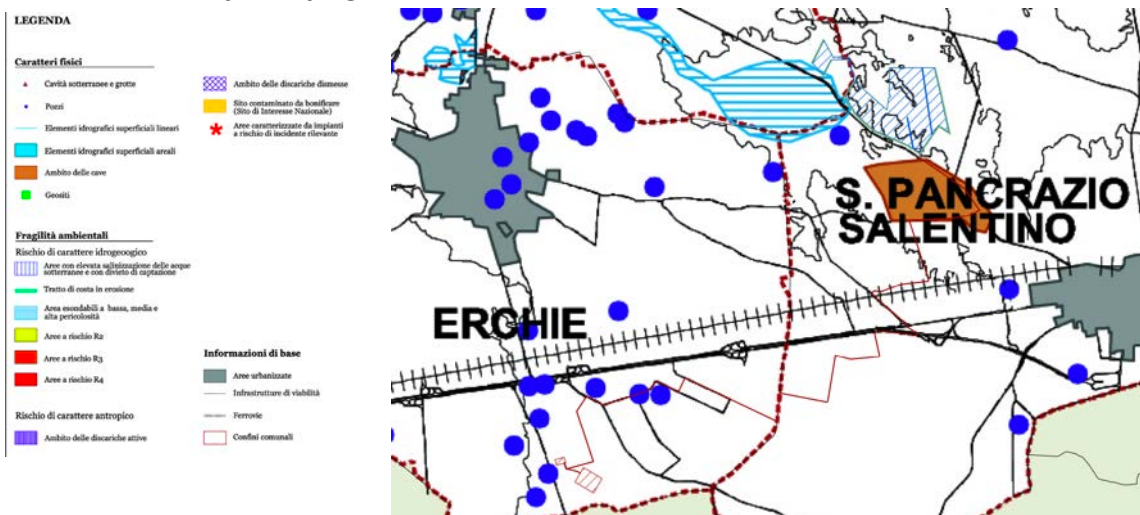 LEGENDA
Caratteri fisici
Cavità sotterranee e grotte
Pozzi
Elementi idrografici superficiali lineari
Elementi idrografici superficiali areali
Ambito delle cave
Geositi
Fragilità ambientali
Rischio di carattere idrogeoogico
Aree con elevata salinizzazione delle acque
sotterranee e con divieto di captazione
Tratto di costa in erosione
Area esondabili a bassa, media e
alta pericolosità
Aree a rischio R2
Aree a rischio R3
Aree a rischio R4
Rischio di carattere antropico
Ambito delle discariche attive
Ambito delle discariche dismesse
Sito contaminato da bonificare
(Sito di Interesse Nazionale)
Aree caratterizzate da impianti
a rischio di incidente rilevante
Informazioni di base
Aree urbanizzate
Infrastrutture di viabilità
Ferrovie
Confini comunali
S. PANCRAZIO
SALENTINO
ERCHIE